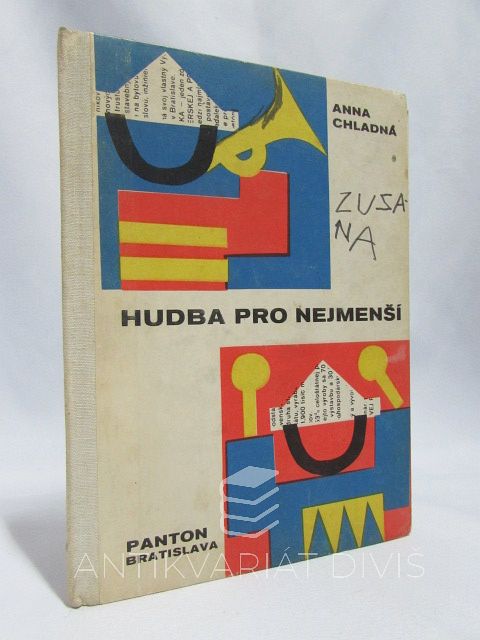 ANNA
CHLADNÁ
ZUSA-
NA
HUDBA PRO NEJMENŠÍ
PANTON
BRATISLAVA
ANTIKVARIÁT DIVIŠ